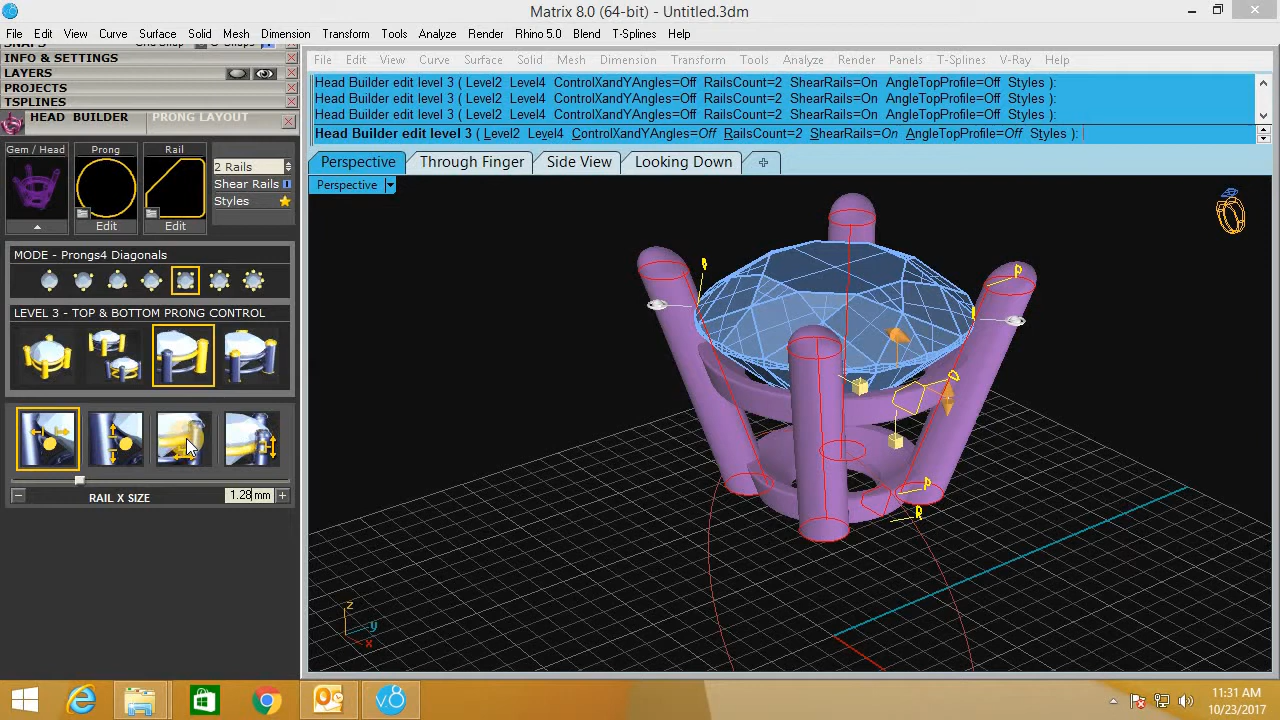 Matrix 8.0 (64-bit) - Untitled.3dm
File Edit View Curve Surface Solid Mesh Dimension Transform Tools Analyze Render Rhino 5.0 Blend T-Splines Help
INFO & SETTINGS
LAYERS
PROJECTS
TSPLINES
HEAD BUILDER
PRONG LAYOUT
Gem / Head
Prong
Edit
Rail
Edit
2 Rails
Shear Rails
Styles
MODE - Prongs4 Diagonals
LEVEL 3 - TOP & BOTTOM PRONG CONTROL
RAIL X SIZE
1.28 mm
File Edit View Curve Surface Solid Mesh Dimension Transform Tools Analyze Render Panels T-Splines V-Ray Help
Head Builder edit level 3 ( Level2 Level4 ControlXandYAngles=Off RailsCount=2 ShearRails=On AngleTopProfile=Off Styles ):
Head Builder edit level 3 ( Level2 Level4 ControlXandYAngles=Off RailsCount=2 ShearRails=On AngleTopProfile=Off Styles ):
Head Builder edit level 3 ( Level2 Level4 ControlXandYAngles=Off RailsCount=2 ShearRails=On AngleTopProfile=Off Styles ):
Head Builder edit level 3 ( Level2 Level4 ControlXandYAngles=Off RailsCount=2 ShearRails=On AngleTopProfile=Off Styles ):
Perspective
Through Finger
Side View
Looking Down
Perspective
P
P
P
R
z
y
x
v8
11:31 AM
10/23/2017